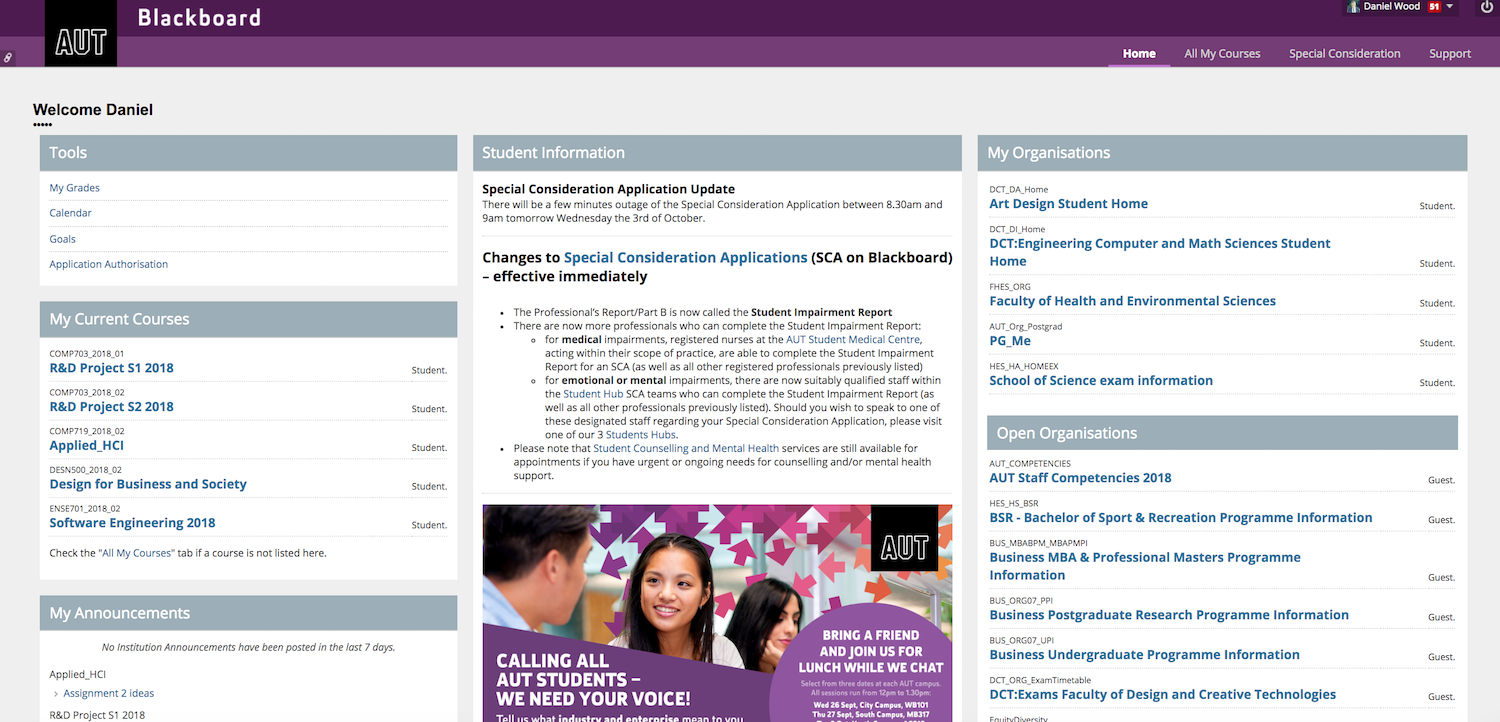 Blackboard
AUT
Daniel Wood 51
Home All My Courses Special Consideration Support
Welcome Daniel
Tools
My Grades
Calendar
Goals
Application Authorisation
My Current Courses
COMP703_2018_01
R&D Project S1 2018 Student.
COMP703_2018_02
R&D Project S2 2018 Student.
COMP719_2018_02
Applied_HCI Student.
DESN500_2018_02
Design for Business and Society Student.
ENSE701_2018_02
Software Engineering 2018 Student.
Check the "All My Courses" tab if a course is not listed here.
My Announcements
No Institution Announcements have been posted in the last 7 days.
Applied_HCI
Assignment 2 ideas
R&D Project S1 2018
Student Information
Special Consideration Application Update
There will be a few minutes outage of the Special Consideration Application between 8.30am and
9am tomorrow Wednesday the 3rd of October.
Changes to Special Consideration Applications (SCA on Blackboard)
– effective immediately
The Professional's Report/Part B is now called the Student Impairment Report
There are now more professionals who can complete the Student Impairment Report:
for medical impairments, registered nurses at the AUT Student Medical Centre,
acting within their scope of practice, are able to complete the Student Impairment
Report for an SCA (as well as all other registered professionals previously listed)
for emotional or mental impairments, there are now suitably qualified staff within
the Student Hub SCA teams who can complete the Student Impairment Report (as
well as all other professionals previously listed). Should you wish to speak to one of
these designated staff regarding your Special Consideration Application, please visit
one of our 3 Students Hubs.
Please note that Student Counselling and Mental Health services are still available for
appointments if you have urgent or ongoing needs for counselling and/or mental health
support.
AUT
CALLING ALL
AUT STUDENTS –
WE NEED YOUR VOICE!
Tell us what industry and enterprise mean to you
BRING A FRIEND
AND JOIN US FOR
LUNCH WHILE WE CHAT
Select from three dates at each AUT campus.
All sessions run from 12pm to 1.30pm:
Wed 26 Sept, City Campus, WB101
Thu 27 Sept, South Campus, MB317
My Organisations
DCT_DA_Home
Art Design Student Home Student.
DCT_DI_Home
DCT:Engineering Computer and Math Sciences Student
Home Student.
FHES_ORG
Faculty of Health and Environmental Sciences Student.
AUT_Org_Postgrad
PG_Me Student.
HES_HA_HOMEEX
School of Science exam information Student.
Open Organisations
AUT_COMPETENCIES
AUT Staff Competencies 2018 Guest.
HES_HS_BSR
BSR - Bachelor of Sport & Recreation Programme Information Guest.
BUS_MBABPM_MBAPMPI
Business MBA & Professional Masters Programme
Information Guest.
BUS_ORG07_PPI
Business Postgraduate Research Programme Information Guest.
BUS_ORG07_UPI
Business Undergraduate Programme Information Guest.
DCT_ORG_ExamTimetable
DCT:Exams Faculty of Design and Creative Technologies Guest.
EquityDiversity